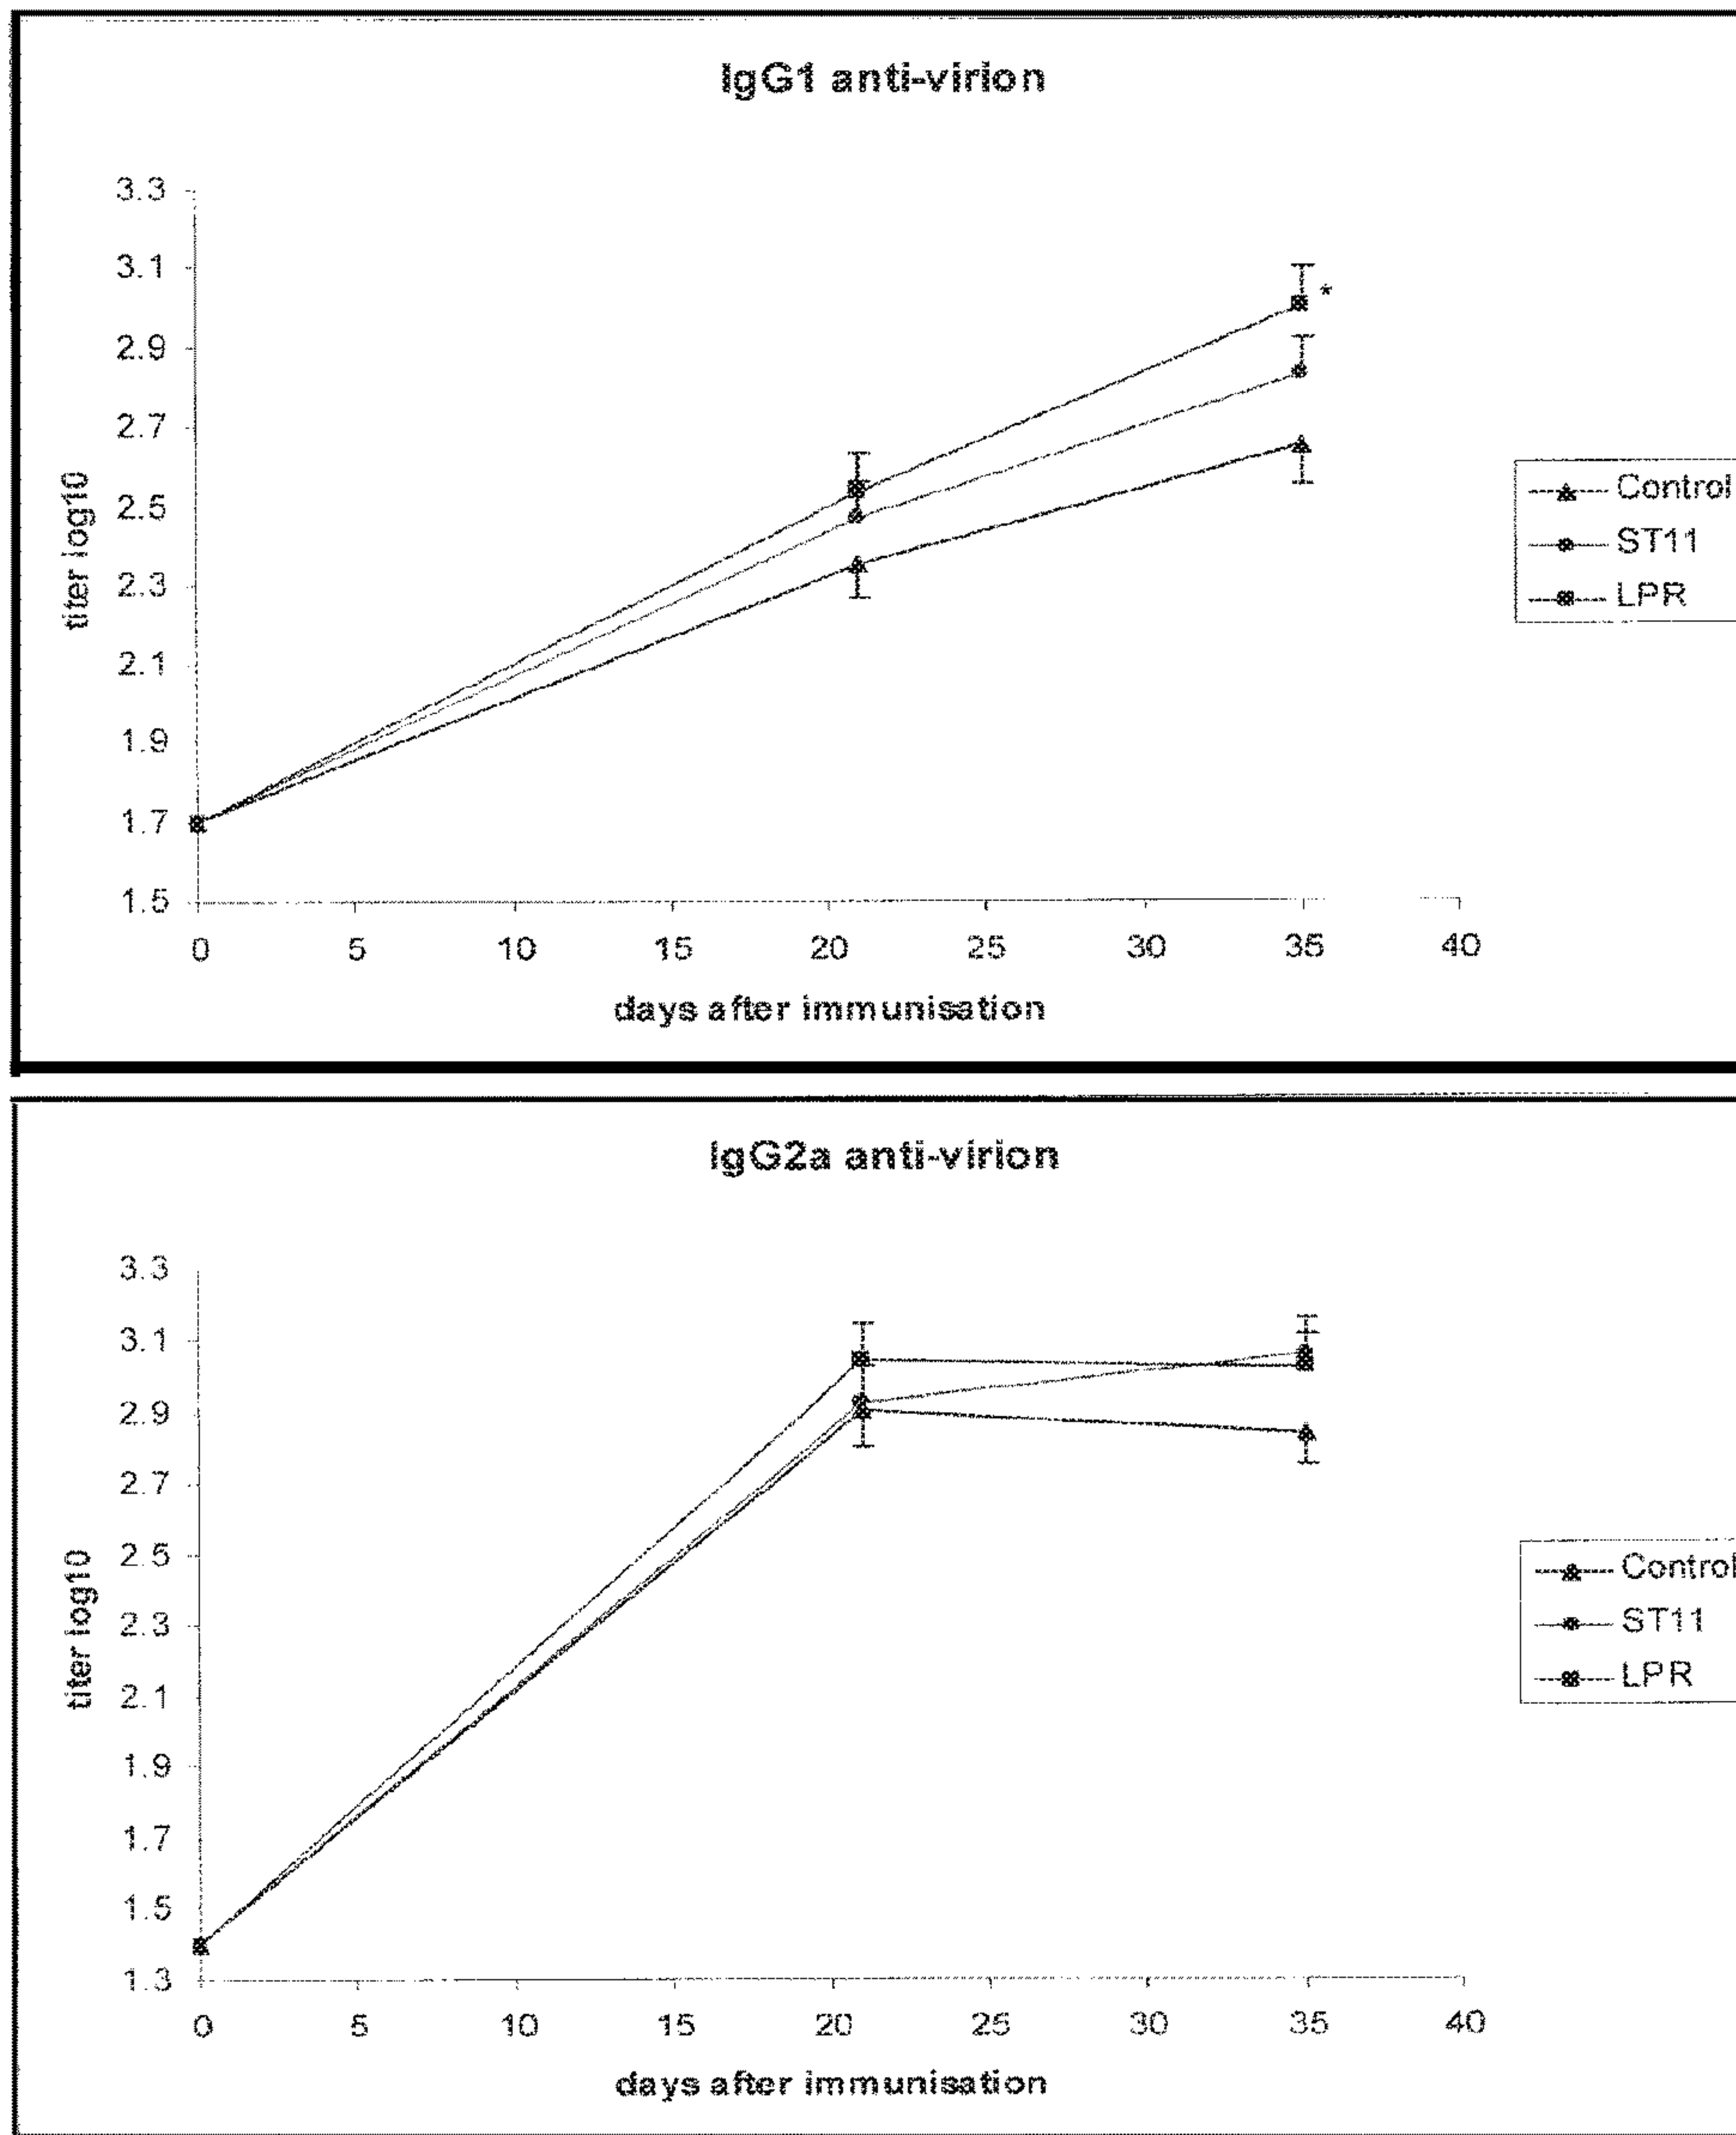 IgG1 anti-virion
3.3
3.1
2.9
2.7
2.5
2.3
2.1
1.9
1.7
1.5
titer log10
*
0 5 10 15 20 25 30 35 40
days after immunisation
Control
ST11
LPR
IgG2a anti-virion
3.3
3.1
2.9
2.7
2.5
2.3
2.1
1.9
1.7
1.5
1.3
titer log10
0 5 10 15 20 25 30 35 40
days after immunisation
Control
ST11
LPR